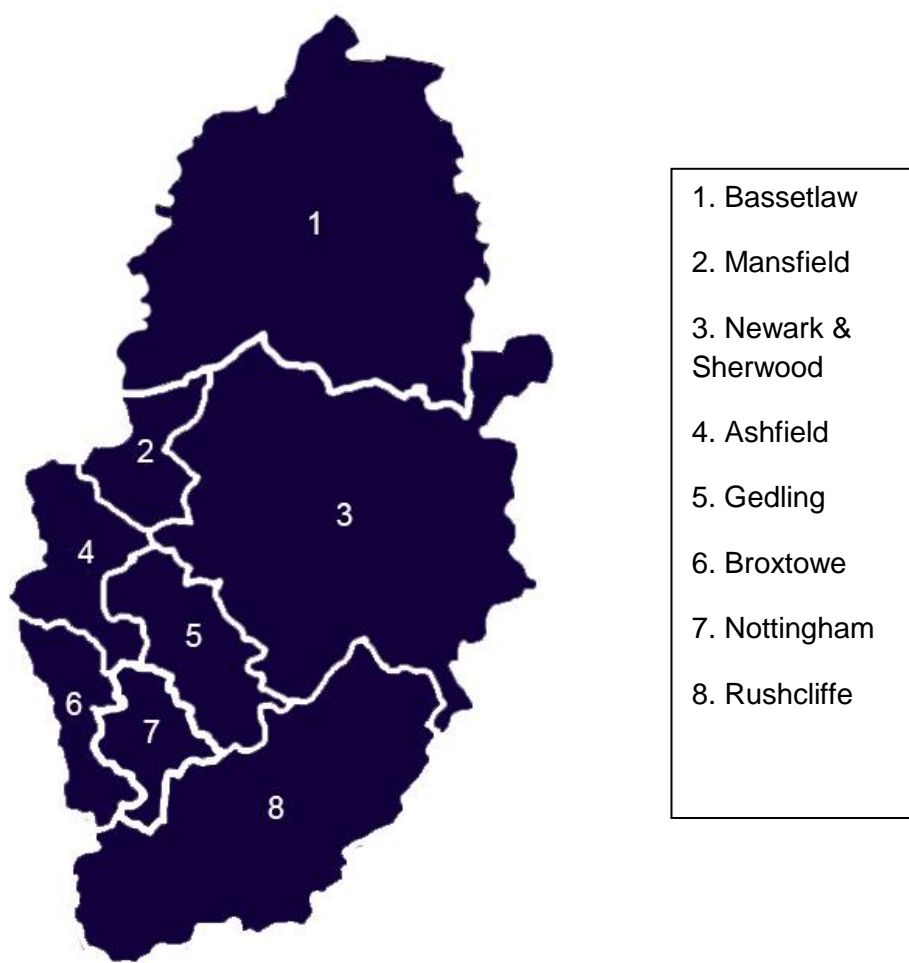 1
2
3
4
5
6
7
8
1. Bassetlaw
2. Mansfield
3. Newark &
Sherwood
4. Ashfield
5. Gedling
6. Broxtowe
7. Nottingham
8. Rushcliffe